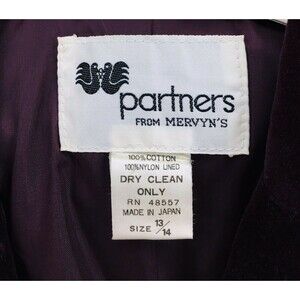 partners
FROM MERVYN'S
100% COTTON
100% NYLON LINED
DRY CLEAN
ONLY
RN 48557
MADE IN JAPAN
SIZE 13/14